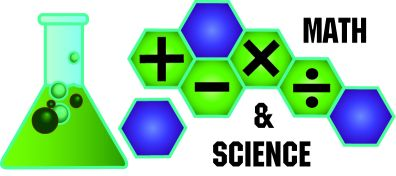 MATH
+ − × ÷
&
SCIENCE